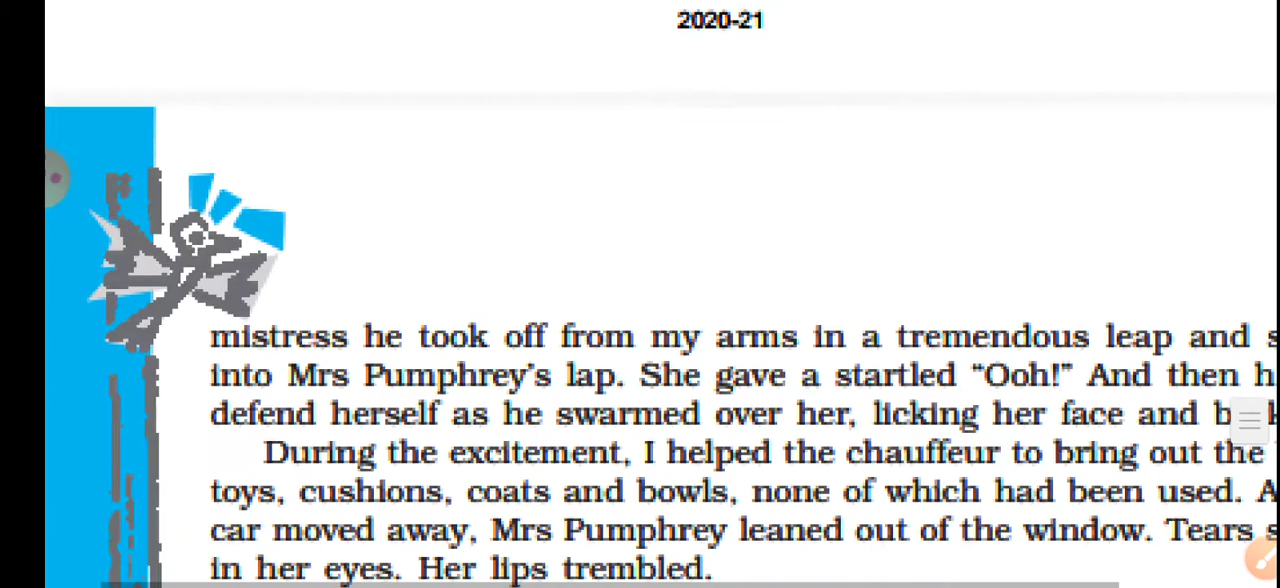 2020-21
mistress he took off from my arms in a tremendous leap and
into Mrs Pumphrey's lap. She gave a startled “Ooh!” And then
defend herself as he swarmed over her, licking her face and
During the excitement, I helped the chauffeur to bring out the
toys, cushions, coats and bowls, none of which had been used.
car moved away, Mrs Pumphrey leaned out of the window. Tears
in her eyes. Her lips trembled.